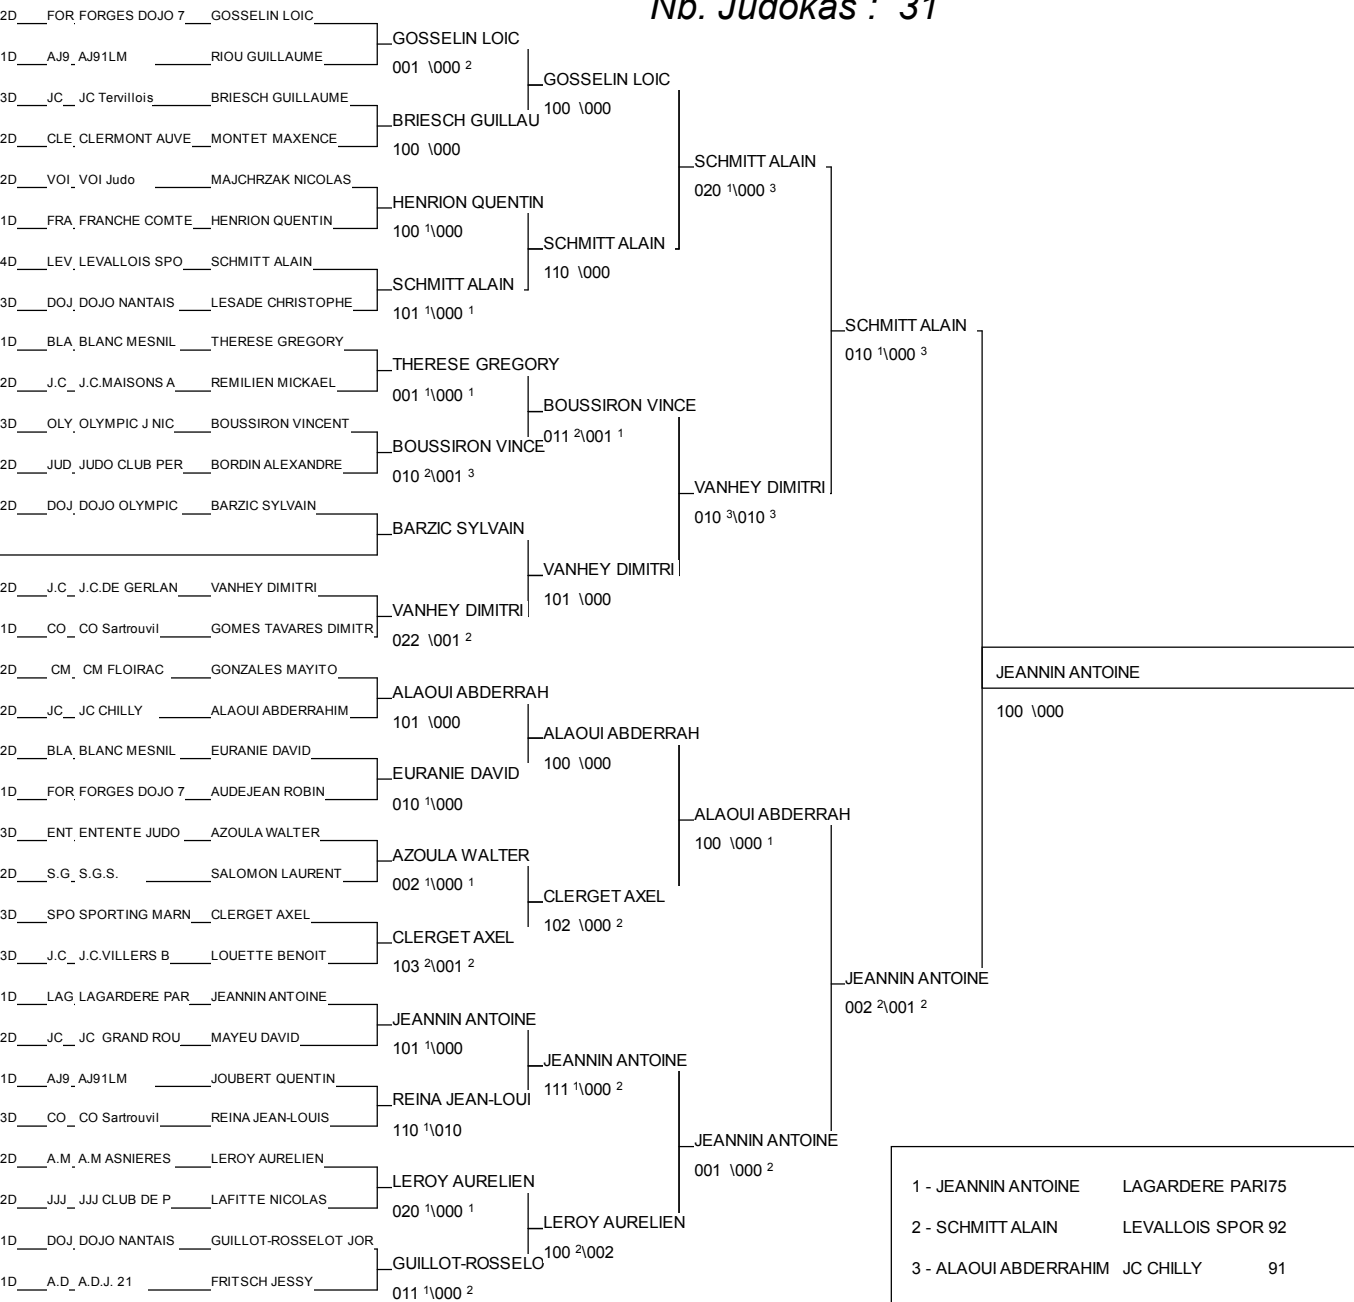 Nb. Judokas : 31
2D FOR FORGES DOJO 7 GOSSELIN LOIC
GOSSELIN LOIC
1D AJ9 AJ91LM RIOU GUILLAUME
001 \000 2
GOSSELIN LOIC
3D JC JC Tervillois BRIESCH GUILLAUME
100 \000
BRIESCH GUILLAU
2D CLE CLERMONT AUVE MONTET MAXENCE
100 \000
SCHMITT ALAIN
2D VOI VOI Judo MAJCHRZAK NICOLAS
020 1\000 3
HENRION QUENTIN
1D FRA FRANCHE COMTE HENRION QUENTIN
100 1\000
SCHMITT ALAIN
4D LEV LEVALLOIS SPO SCHMITT ALAIN
110 \000
SCHMITT ALAIN
3D DOJ DOJO NANTAIS LESADE CHRISTOPHE
101 1\000 1
SCHMITT ALAIN
1D BLA BLANC MESNIL THERESE GREGORY
010 1\000 3
THERESE GREGORY
2D J.C J.C.MAISONS A REMILIEN MICKAEL
001 1\000 1
BOUSSIRON VINCE
3D OLY OLYMPIC J NIC BOUSSIRON VINCENT
011 2\001 1
BOUSSIRON VINCE
2D JUD JUDO CLUB PER BORDIN ALEXANDRE
010 2\001 3
VANHEY DIMITRI
2D DOJ DOJO OLYMPIC BARZIC SYLVAIN
010 3\010 3
BARZIC SYLVAIN
VANHEY DIMITRI
2D J.C J.C.DE GERLAN VANHEY DIMITRI
101 \000
VANHEY DIMITRI
1D CO CO Sartrouvil GOMES TAVARES DIMITR
022 \001 2
2D CM CM FLOIRAC GONZALES MAYITO
JEANNIN ANTOINE
ALAOUI ABDERRAH
2D JC JC CHILLY ALAOUI ABDERRAHIM
100 \000
101 \000
ALAOUI ABDERRAH
2D BLA BLANC MESNIL EURANIE DAVID
100 \000
EURANIE DAVID
1D FOR FORGES DOJO 7 AUDEJEAN ROBIN
010 1\000
ALAOUI ABDERRAH
3D ENT ENTENTE JUDO AZOULA WALTER
100 \000 1
AZOULA WALTER
2D S.G S.G.S. SALOMON LAURENT
002 1\000 1
CLERGET AXEL
3D SPO SPORTING MARN CLERGET AXEL
102 \000 2
CLERGET AXEL
3D J.C J.C.VILLERS B LOUETTE BENOIT
103 2\001 2
JEANNIN ANTOINE
1D LAG LAGARDERE PAR JEANNIN ANTOINE
002 2\001 2
JEANNIN ANTOINE
2D JC JC GRAND ROU MAYEU DAVID
101 1\000
JEANNIN ANTOINE
1D AJ9 AJ91LM JOUBERT QUENTIN
111 1\000 2
REINA JEAN-LOUI
3D CO CO Sartrouvil REINA JEAN-LOUIS
110 1\010
JEANNIN ANTOINE
2D A.M A.M ASNIERES LEROY AURELIEN
001 \000 2
LEROY AURELIEN
1 - JEANNIN ANTOINE LAGARDERE PARI75
2D JJJ JJJ CLUB DE P LAFITTE NICOLAS
020 1\000 1
LEROY AURELIEN
2 - SCHMITT ALAIN LEVALLOIS SPOR 92
1D DOJ DOJO NANTAIS GUILLOT-ROSSELOT JOR
100 2\002
GUILLOT-ROSSELO
3 - ALAOUI ABDERRAHIM JC CHILLY 91
1D A.D A.D.J. 21 FRITSCH JESSY
011 1\000 2